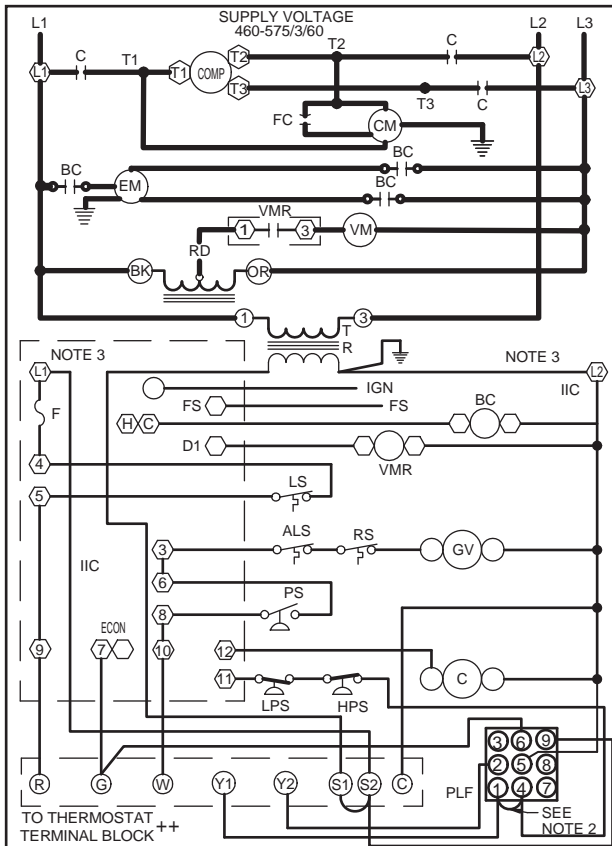 SUPPLY VOLTAGE
460-575/3/60
L1 L2 L3
C T1 T2 C
L1 T1 COMP T2 L2
T3 T3 C L3
FC CM
BC BC
EM BC
VMR
1 3 VM
RD
BK OR
1 T 3
R
NOTE 3 NOTE 3
L1 L2
IGN IIC
F FS FS BC
H C
D1 VMR
4 LS
5
ALS RS
3 GV
IIC
6 PS
8
ECON
9 7 10 12 C
11
LPS HPS
3 6 9
2 5 8
1 4 7
R G W Y1 Y2 S1 S2 C PLF
TO THERMOSTAT
TERMINAL BLOCK ++
SEE
NOTE 2